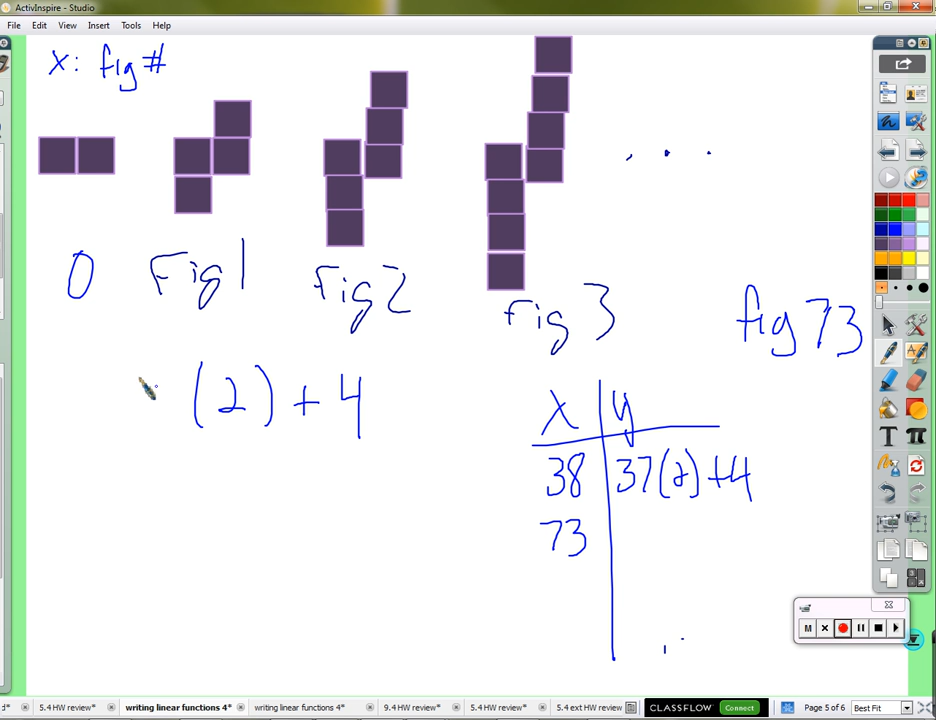 ActivInspire - Studio
File Edit View Insert Tools Help
x: fig #
0 Fig 1 Fig 2 Fig 3 fig 73
(2) + 4
x y
38 37(2)+4
73
M
5.4 HW review* writing linear functions 4* writing linear functions 4* 9.4 HW review* 5.4 HW review* 5.4 ext HW review CLASSFLOW Connect Page 5 of 6 Best Fit